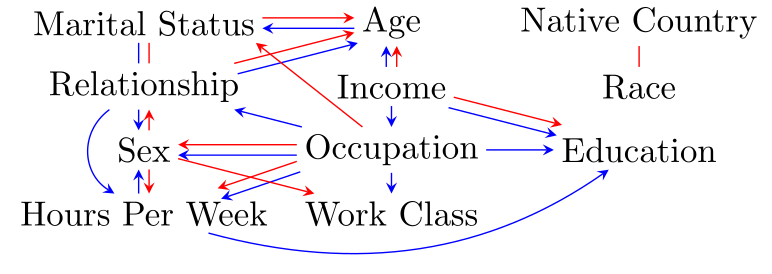 Marital Status Age Native Country
Relationship Income Race
Sex Occupation Education
Hours Per Week Work Class